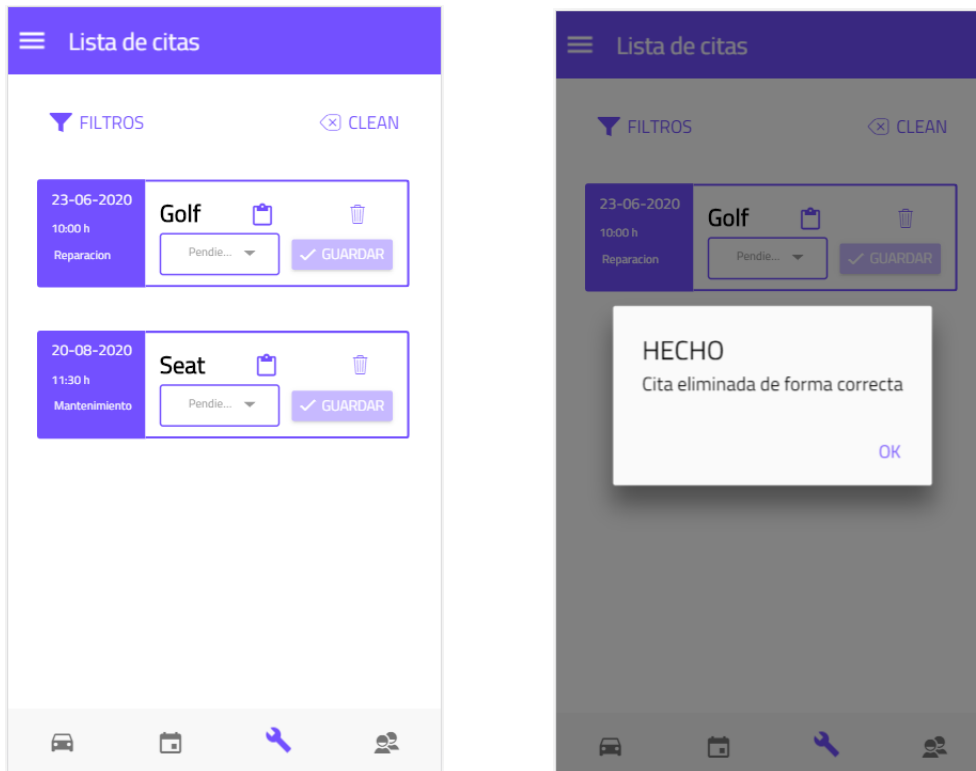 Lista de citas
FILTROS
CLEAN
23-06-2020
10:00 h
Reparacion
Golf
Pendie...
GUARDAR
20-08-2020
11:30 h
Mantenimiento
Seat
Pendie...
GUARDAR
Lista de citas
FILTROS
CLEAN
23-06-2020
10:00 h
Reparacion
Golf
Pendie...
GUARDAR
HECHO
Cita eliminada de forma correcta
OK